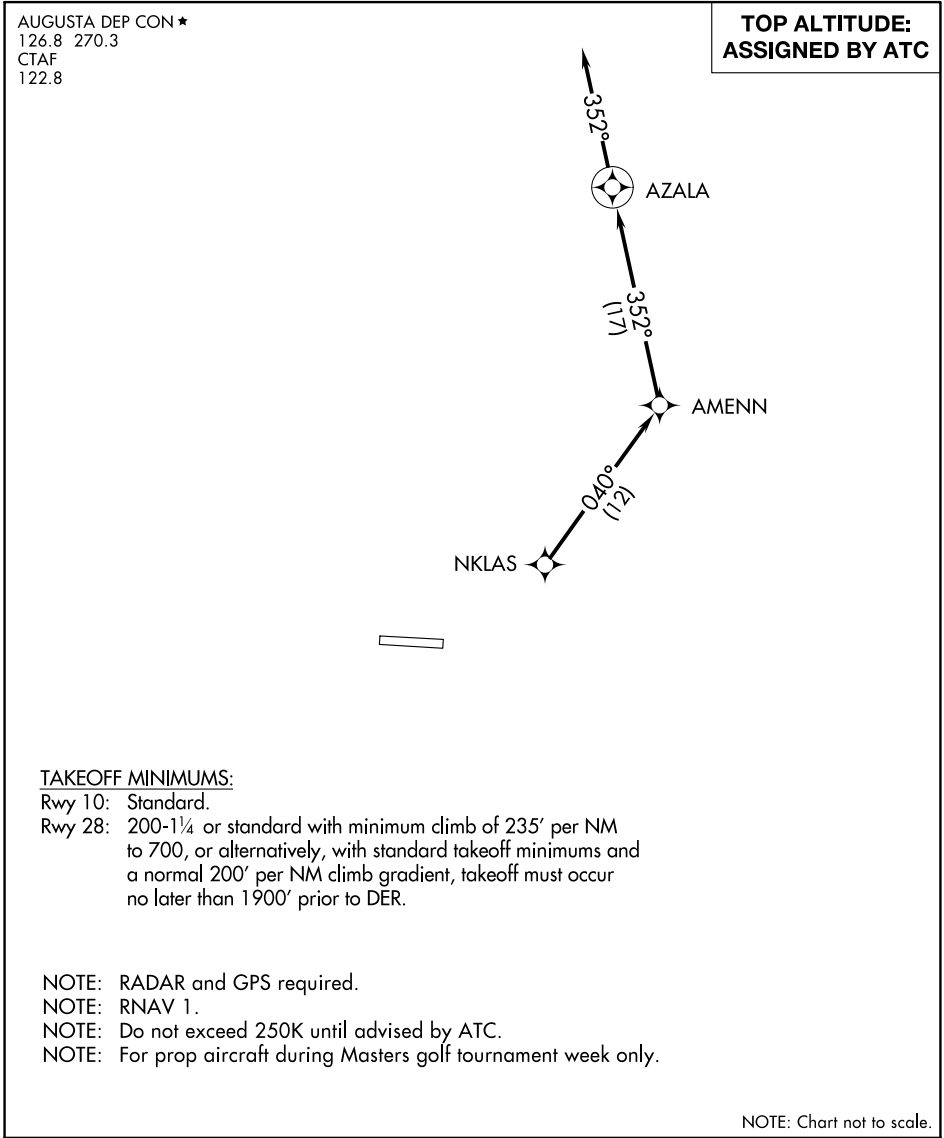 AUGUSTA DEP CON ★
126.8 270.3
CTAF
122.8
TOP ALTITUDE:
ASSIGNED BY ATC
352°
AZALA
352°
(17)
AMENN
040°
(12)
NKLAS
TAKEOFF MINIMUMS:
Rwy 10: Standard.
Rwy 28: 200-1¼ or standard with minimum climb of 235' per NM
to 700, or alternatively, with standard takeoff minimums and
a normal 200' per NM climb gradient, takeoff must occur
no later than 1900' prior to DER.
NOTE: RADAR and GPS required.
NOTE: RNAV 1.
NOTE: Do not exceed 250K until advised by ATC.
NOTE: For prop aircraft during Masters golf tournament week only.
NOTE: Chart not to scale.